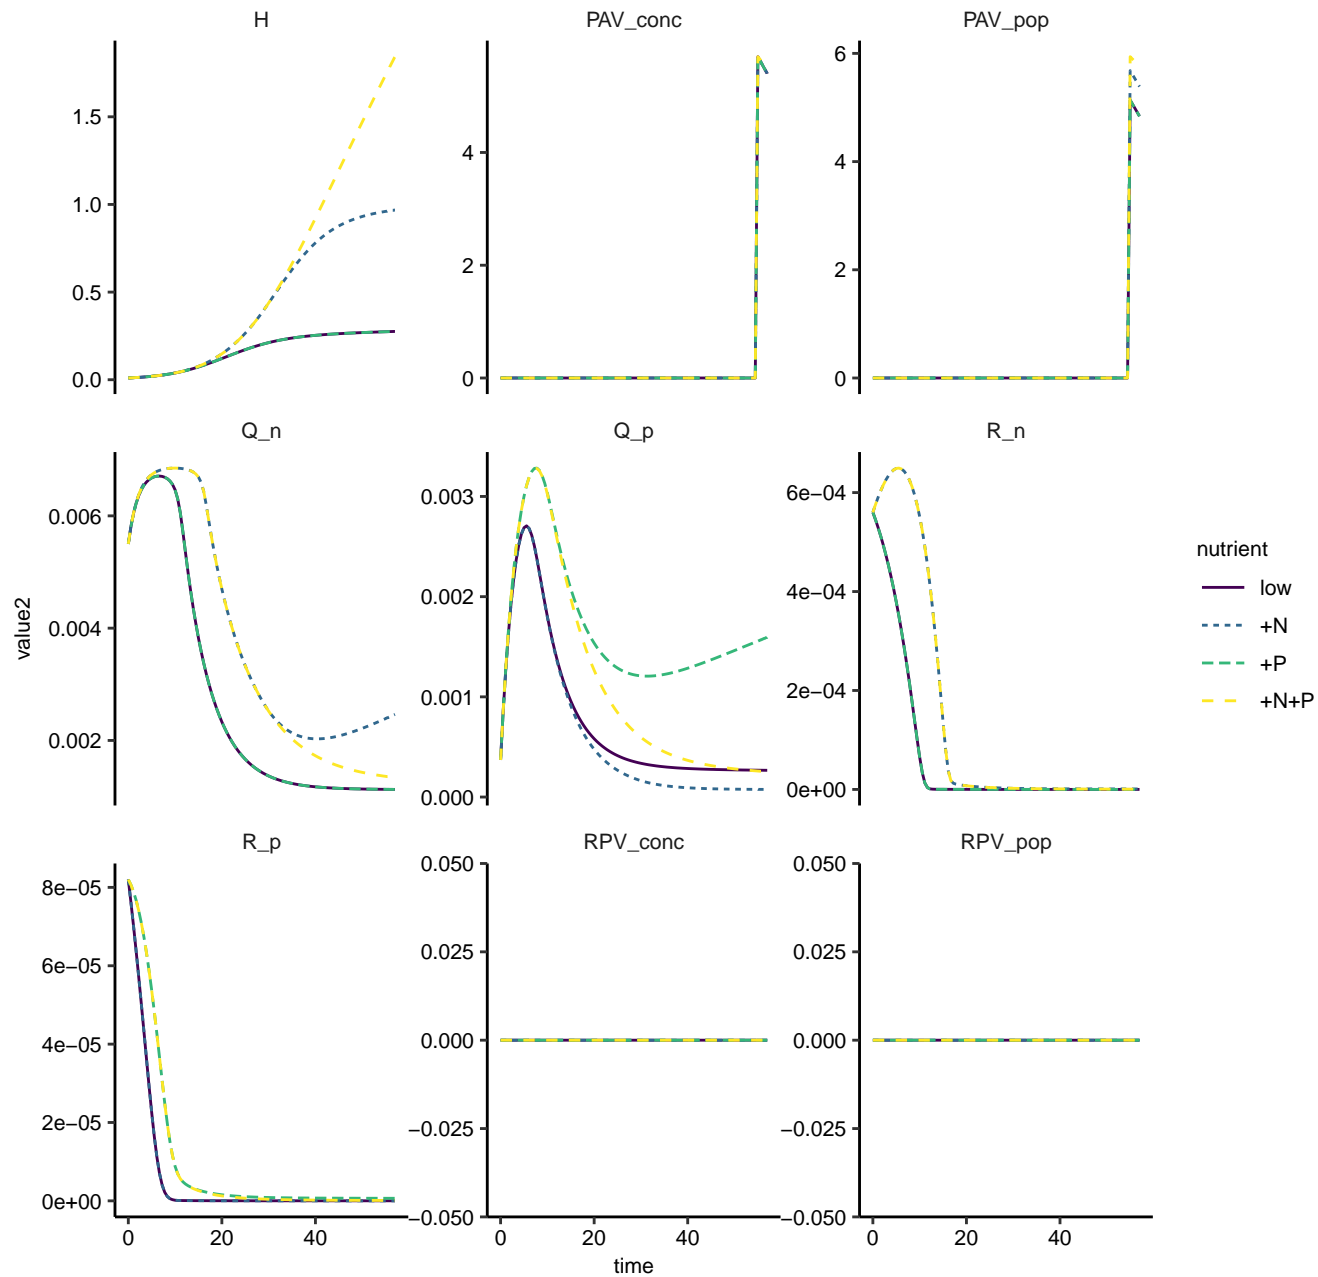 H PAV_conc PAV_pop
1.5
1.0
0.5
0.0
4
2
0
6
4
2
0
Q_n Q_p R_n
0.006
0.004
0.002
0.003
0.002
0.001
0.000
6e−04
4e−04
2e−04
0e+00
R_p RPV_conc RPV_pop
8e−05
6e−05
4e−05
2e−05
0e+00
0.050
0.025
0.000
−0.025
−0.050
0.050
0.025
0.000
−0.025
−0.050
0 20 40
0 20 40
0 20 40
time
value2
nutrient
low
+N
+P
+N+P